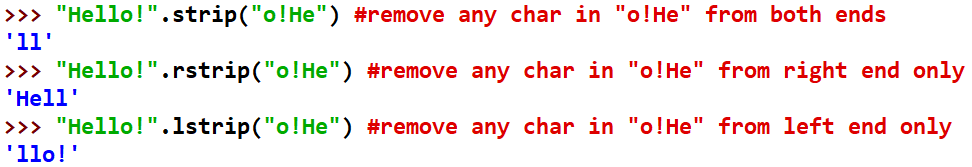 >>> "Hello!".strip("o!He") #remove any char in "o!He" from both ends
'll'
>>> "Hello!".rstrip("o!He") #remove any char in "o!He" from right end only
'Hell'
>>> "Hello!".lstrip("o!He") #remove any char in "o!He" from left end only
'llo!'